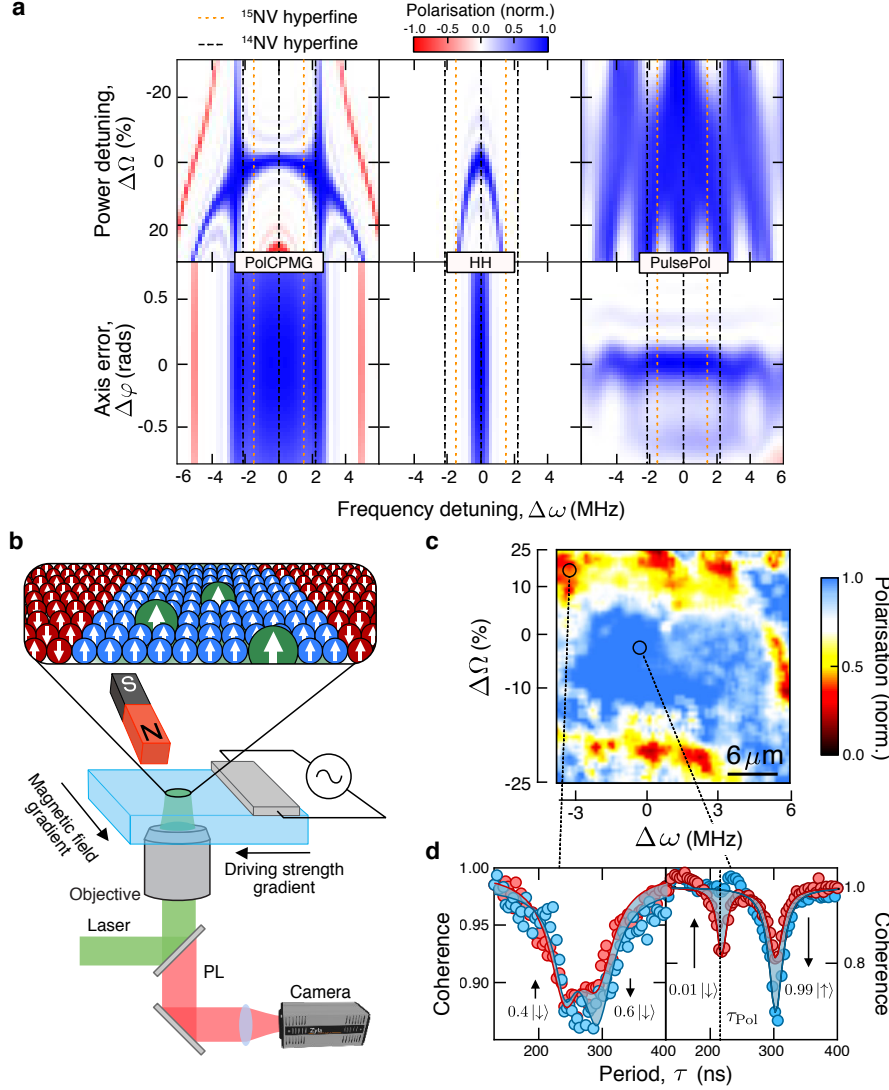 a
¹⁵NV hyperfine
¹⁴NV hyperfine
Polarisation (norm.)
-1.0 0.0 1.0
Power detuning,
ΔΩ (%)
-20
0
20
PolCPMG
HH
PulsePol
Axis error,
Δφ (rads)
0.5
0
-0.5
-6 -4 -2 0 2 4 -4 -2 0 2 4 -4 -2 0 2 4 6
Frequency detuning, Δω (MHz)
b
S
N
Magnetic field
gradient
Driving strength
gradient
Objective
Laser
PL
Camera
Zyla
c
25
10
0
-10
-25
ΔΩ (%)
6 μm
-3 0 3 6
Δω (MHz)
1.0
0.5
0.0
Polarisation (norm.)
d
1.00
0.95
0.90
Coherence
0.4 |↓⟩
0.6 |↓⟩
0.01 |↓⟩
0.99 |↑⟩
τPol
1.0
0.8
Coherence
200 300 400 200 300 400
Period, τ (ns)